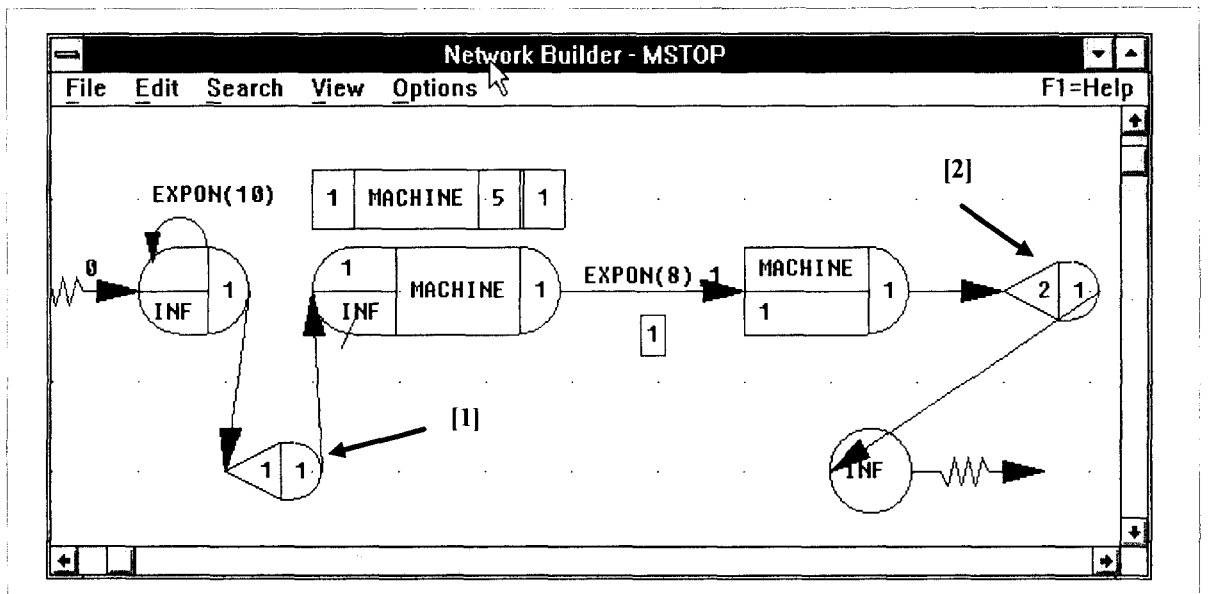 Network Builder - MSTOP
File Edit Search View Options F1=Help
[2]
EXPON(10)
1 MACHINE 5 1
0
INF 1
1
INF MACHINE 1
EXPON(8) 1
1
MACHINE
1 1
2 1
[1]
1 1
INF